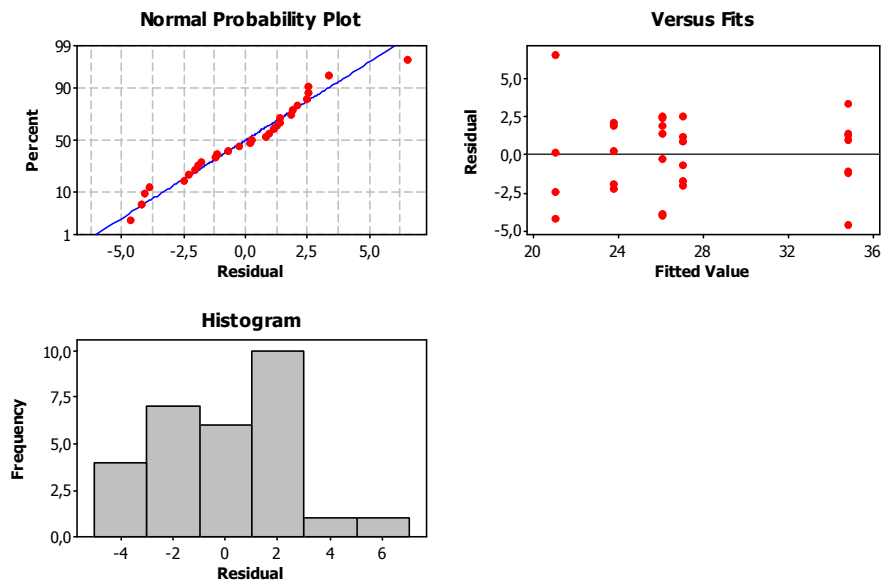 Normal Probability Plot
99
90
50
10
1
Percent
-5,0 -2,5 0,0 2,5 5,0
Residual
Versus Fits
5,0
2,5
0,0
-2,5
-5,0
Residual
20 24 28 32 36
Fitted Value
Histogram
10,0
7,5
5,0
2,5
0,0
Frequency
-4 -2 0 2 4 6
Residual